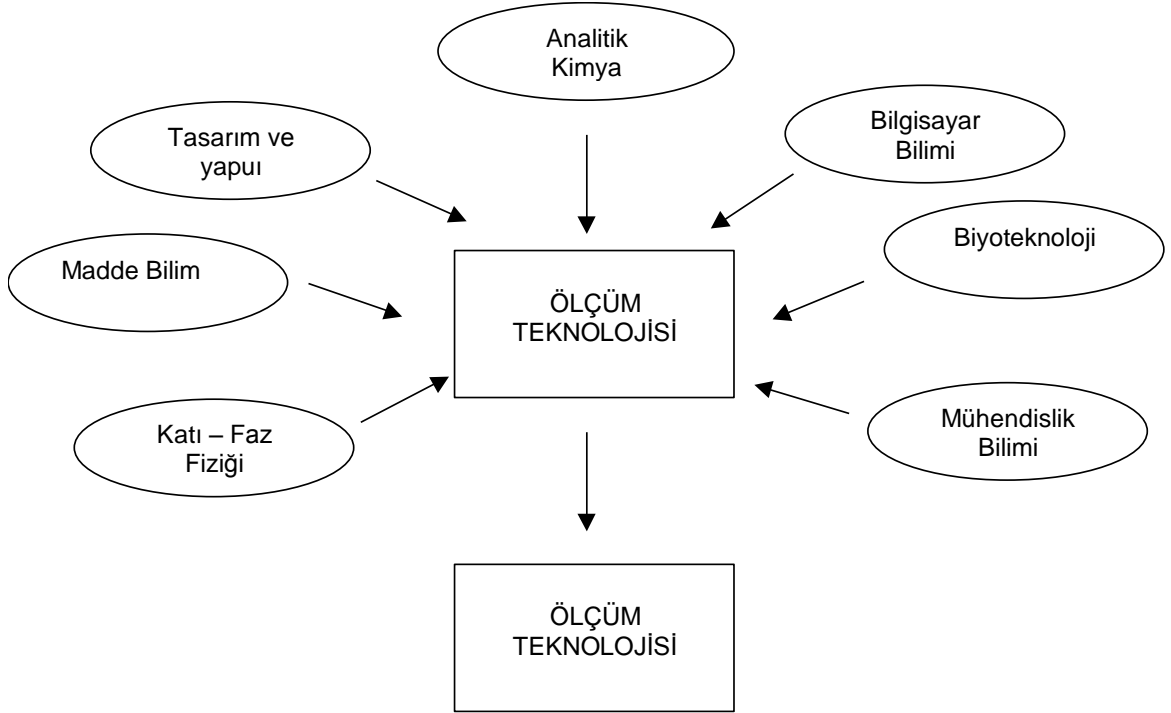 Analitik
Kimya
Tasarım ve
yapuı
Bilgisayar
Bilimi
Madde Bilim
Biyoteknoloji
ÖLÇÜM
TEKNOLOJİSİ
Katı – Faz
Fiziği
Mühendislik
Bilimi
ÖLÇÜM
TEKNOLOJİSİ